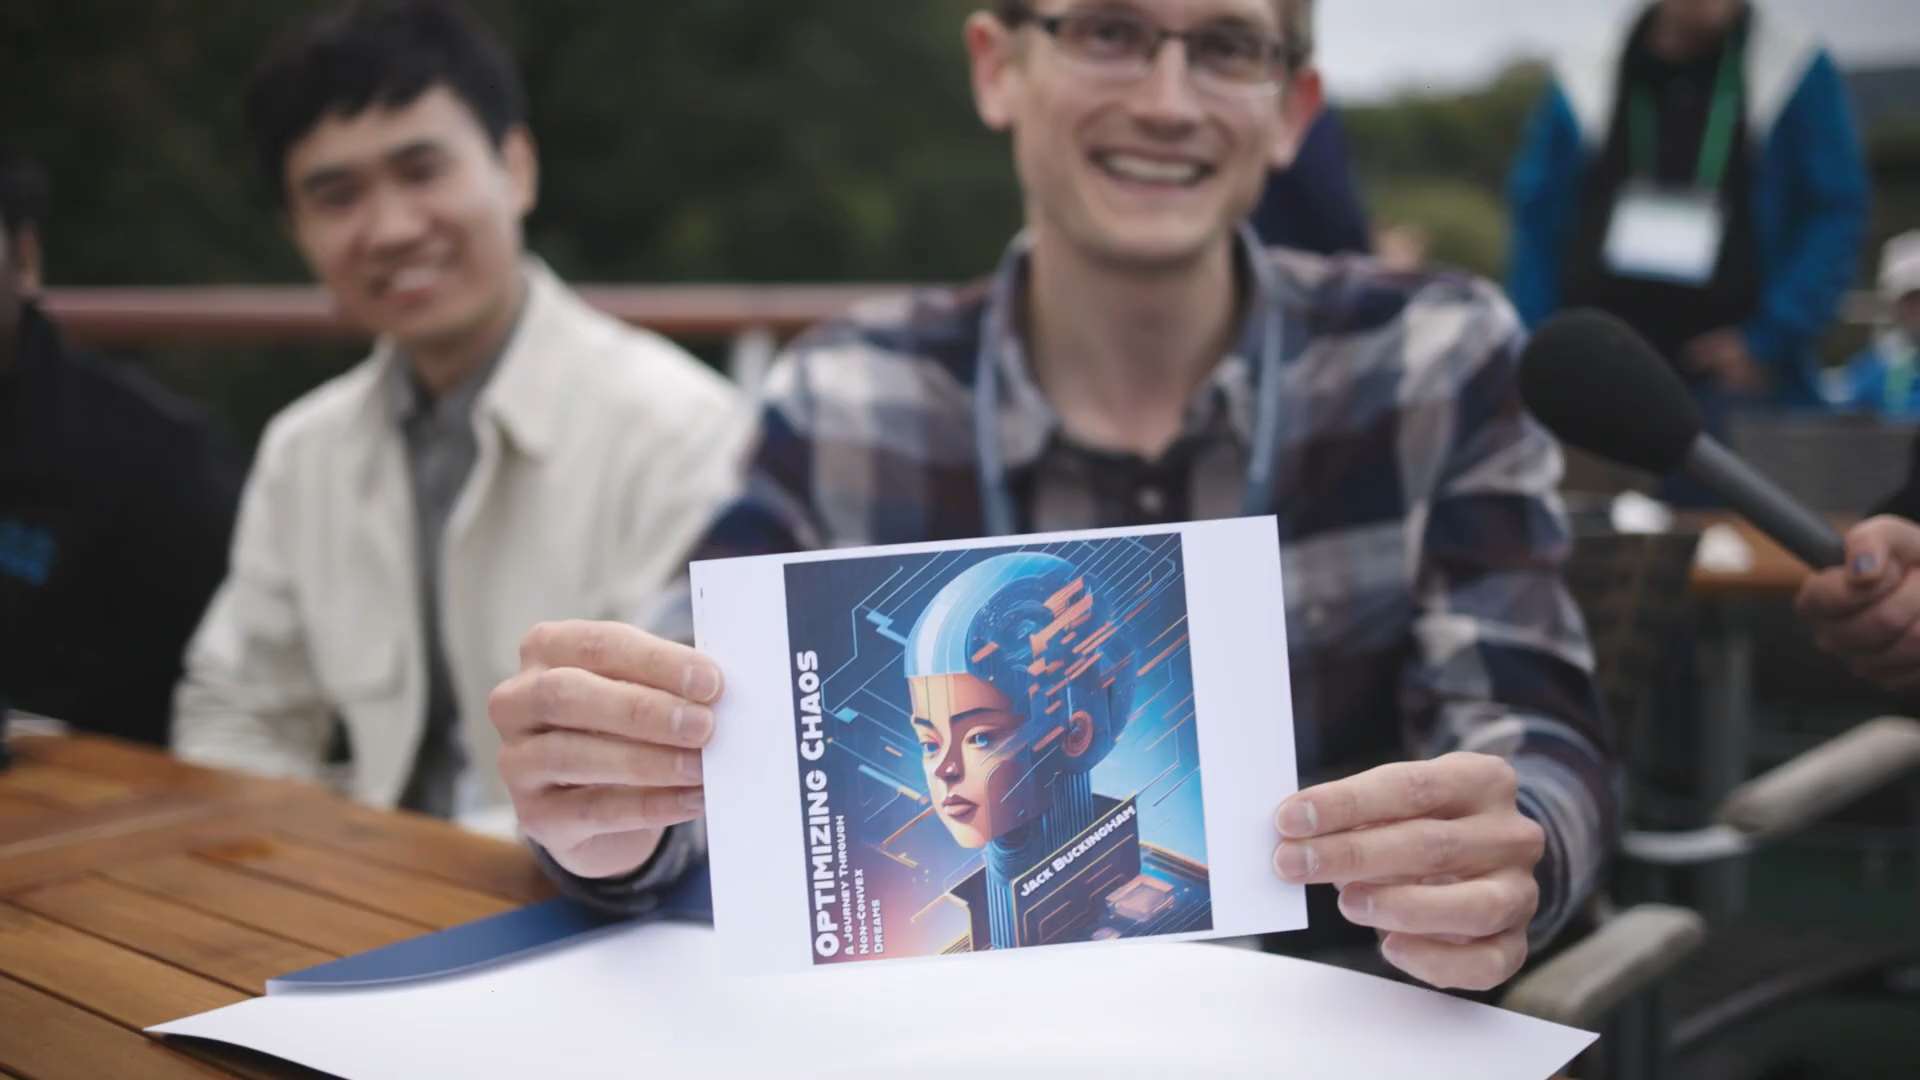 OPTIMIZING CHAOS
A JOURNEY THROUGH
NON-CONVEX
DREAMS
JACK BUCKINGHAM